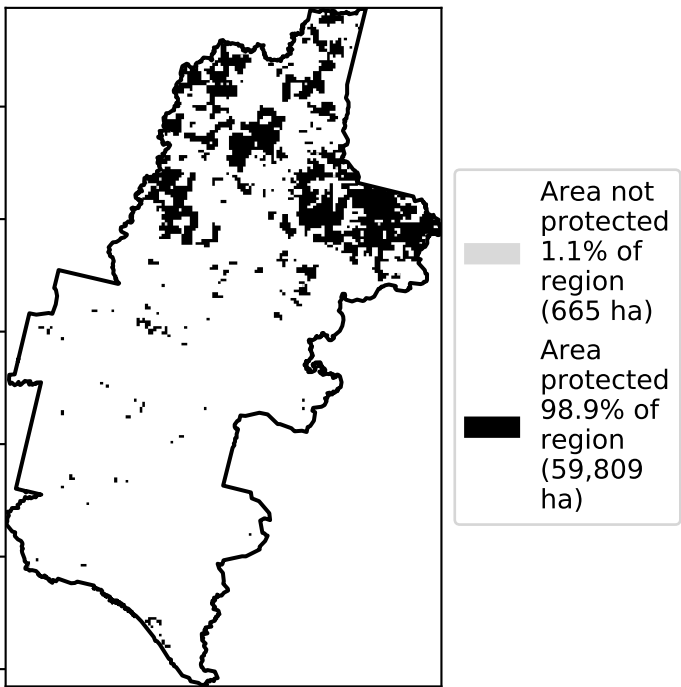 Area not
protected
1.1% of
region
(665 ha)
Area
protected
98.9% of
region
(59,809
ha)